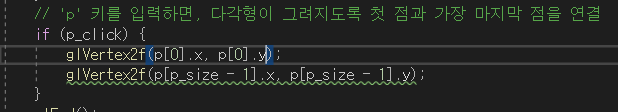 // 'p' 키를 입력하면, 다각형이 그려지도록 첫 점과 가장 마지막 점을 연결
if (p_click) {
glVertex2f(p[0].x, p[0].y);
glVertex2f(p[p_size - 1].x, p[p_size - 1].y);